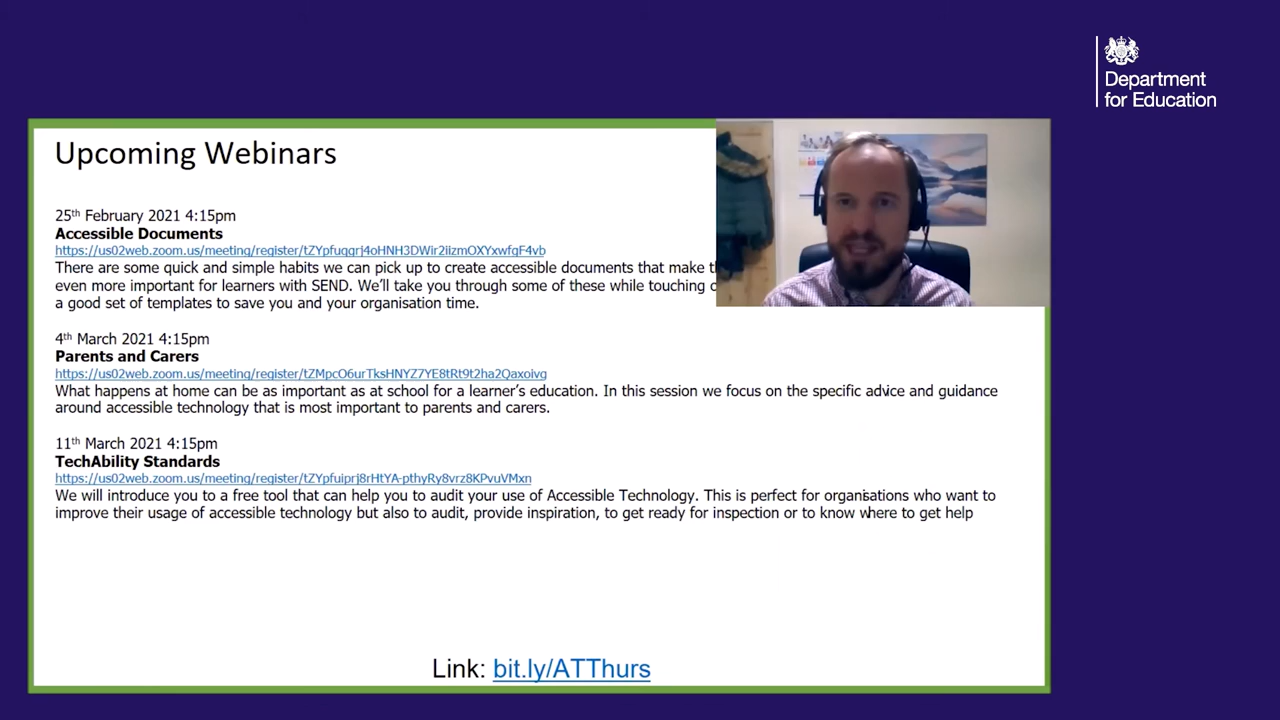 Department
for Education
Upcoming Webinars
25th February 2021 4:15pm
Accessible Documents
https://us02web.zoom.us/meeting/register/tZYpfuqgrj4oHNH3DWir2iizmOXYxwfgF4vb
There are some quick and simple habits we can pick up to create accessible documents that make
even more important for learners with SEND. We'll take you through some of these while touching
a good set of templates to save you and your organisation time.
4th March 2021 4:15pm
Parents and Carers
https://us02web.zoom.us/meeting/register/tZMpcO6urTksHNYZ7YE8tRt9t2ha2Qaxoivg
What happens at home can be as important as at school for a learner's education. In this session we focus on the specific advice and guidance
around accessible technology that is most important to parents and carers.
11th March 2021 4:15pm
TechAbility Standards
https://us02web.zoom.us/meeting/register/tZYpfuiprj8rHtYA-pthyRy8vrz8KPvuVMxn
We will introduce you to a free tool that can help you to audit your use of Accessible Technology. This is perfect for organisations who want to
improve their usage of accessible technology but also to audit, provide inspiration, to get ready for inspection or to know where to get help
Link: bit.ly/ATThurs